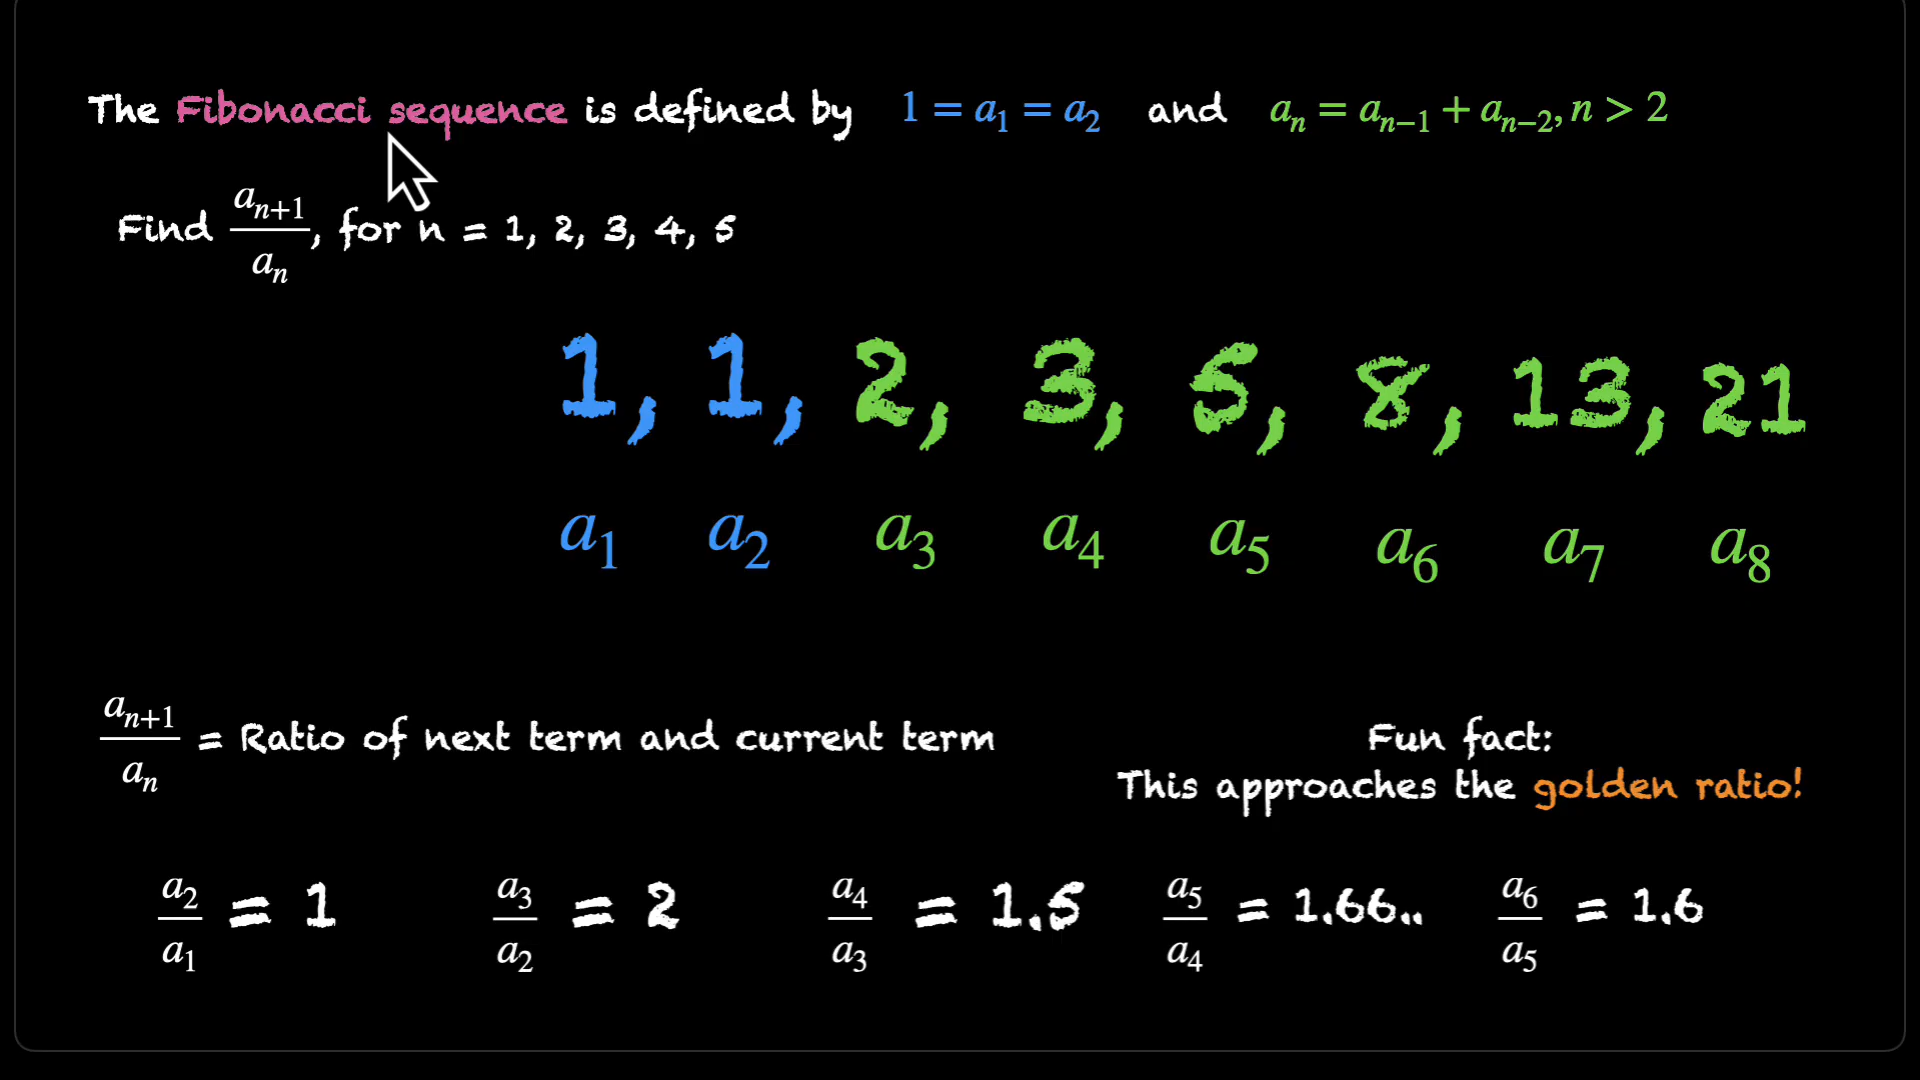 The Fibonacci sequence is defined by 1 = a₁ = a₂ and aₙ = aₙ₋₁ + aₙ₋₂, n > 2
Find aₙ₊₁/aₙ, for n = 1, 2, 3, 4, 5
1, 1, 2, 3, 5, 8, 13, 21
a₁ a₂ a₃ a₄ a₅ a₆ a₇ a₈
aₙ₊₁/aₙ = Ratio of next term and current term
Fun fact:
This approaches the golden ratio!
a₂/a₁ = 1 a₃/a₂ = 2 a₄/a₃ = 1.5 a₅/a₄ = 1.66.. a₆/a₅ = 1.6